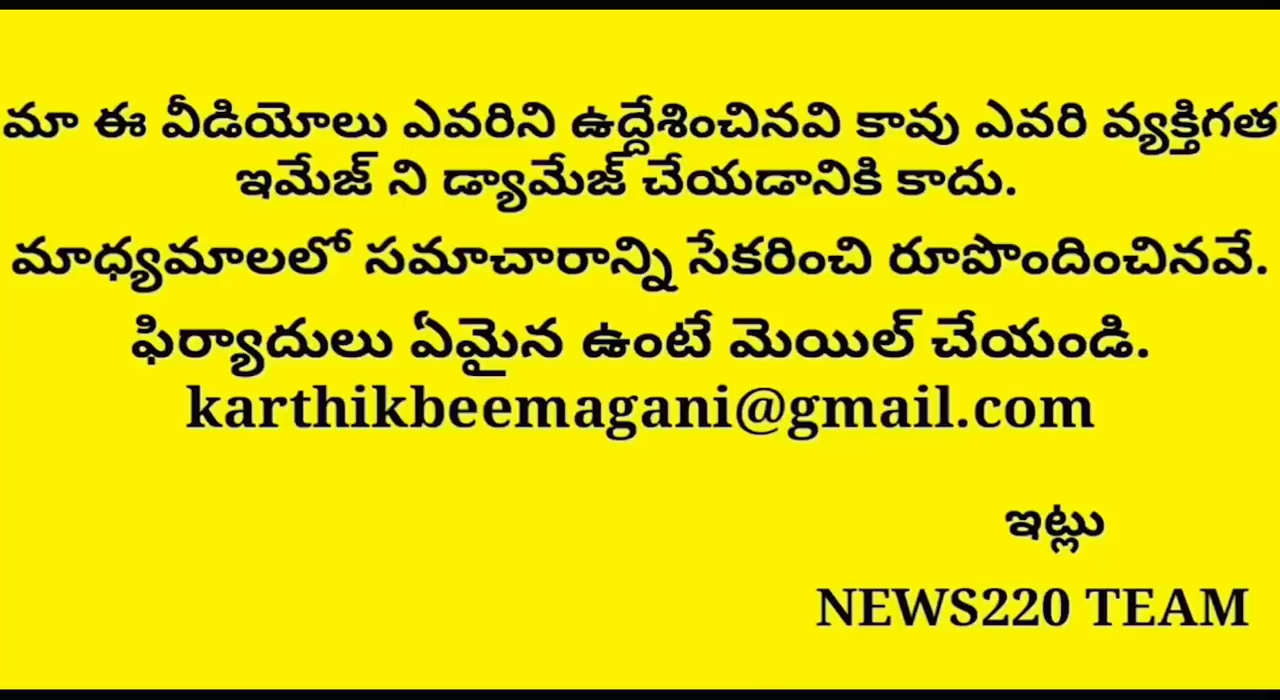 మా ఈ వీడియోలు ఎవరిని ఉద్దేశించినవి కావు ఎవరి వ్యక్తిగత
ఇమేజ్ ని డ్యామేజ్ చేయడానికి కాదు.
మాధ్యమాలలో సమాచారాన్ని సేకరించి రూపొందించినవే.
ఫిర్యాదులు ఏమైన ఉంటే మెయిల్ చేయండి.
karthikbeemagani@gmail.com
ఇట్లు
NEWS220 TEAM